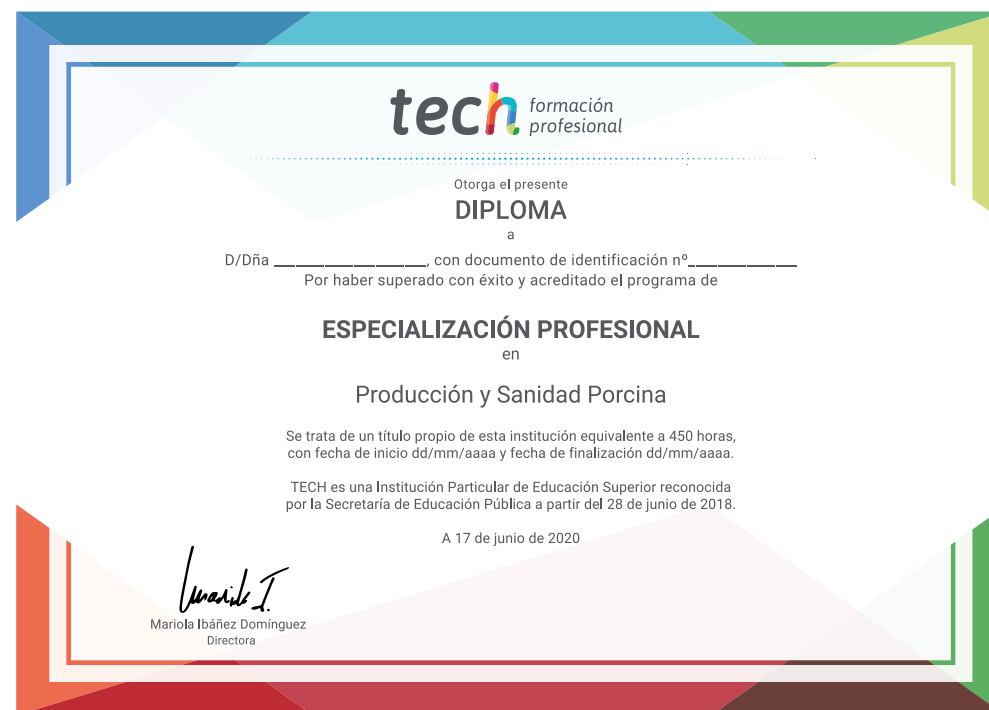 tech formación
profesional
Otorga el presente
DIPLOMA
a
D/Dña ______________, con documento de identificación nº__________
Por haber superado con éxito y acreditado el programa de
ESPECIALIZACIÓN PROFESIONAL
en
Producción y Sanidad Porcina
Se trata de un título propio de esta institución equivalente a 450 horas,
con fecha de inicio dd/mm/aaaa y fecha de finalización dd/mm/aaaa.
TECH es una Institución Particular de Educación Superior reconocida
por la Secretaría de Educación Pública a partir del 28 de junio de 2018.
A 17 de junio de 2020
Mariola Ibáñez Domínguez
Directora